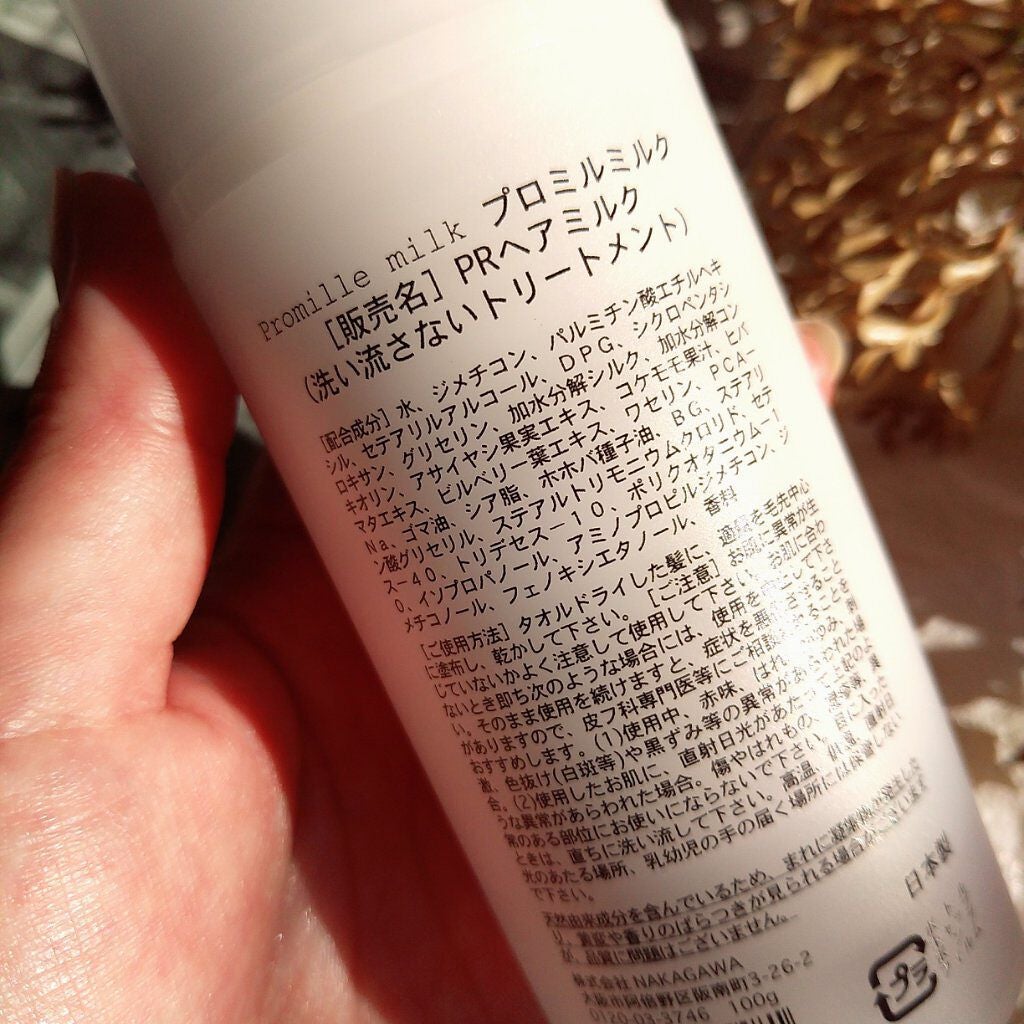 Promille milk プロミルミルク
[販売名] PRヘアミルク
(洗い流さないトリートメント)
[配合成分] 水、ジメチコン、パルミチン酸エチルヘキ
シル、セテアリルアルコール、DPG、シクロペンタシ
ロキサン、グリセリン、加水分解シルク、加水分解コン
キオリン、アサイヤシ果実エキス、コケモモ果汁、ヒバ
マタエキス、ビルベリー葉エキス、ワセリン、PCA-
Na、ゴマ油、シア脂、ホホバ種子油、BG、ステアリ
ン酸グリセリル、ステアルトリモニウムクロリド、セテ
ス-40、トリデセス-10、ポリクオタニウム-1
0、イソプロパノール、アミノプロピルジメチコン、ジ
メチコノール、フェノキシエタノール、香料
[ご使用方法] タオルドライした髪に、適量を毛先中心
に塗布し、乾かして下さい。 [ご注意] お肌に異常が生
じていないかよく注意して使用して下さい。お肌に合わ
ないとき即ち次のような場合には、使用を中止して下さ
い。そのまま使用を続けますと、症状を悪化させること
がありますので、皮フ科専門医等にご相談されることを
おすすめします。(1)使用中、赤味、はれ、かゆみ、刺
激、色抜け(白斑等)や黒ずみ等の異常があらわれた場
合。(2)使用したお肌に、直射日光があたって上記のよ
うな異常があらわれた場合。傷やはれもの、湿疹等、異
常のある部位にお使いにならないで下さい。目に入った
ときは、直ちに洗い流して下さい。高温、低温、直射日
光のあたる場所、乳幼児の手の届く場所には保管しない
で下さい。
天然由来成分を含んでいるため、まれに凝集物が発生した
り、濃度や香りのばらつきが見られる場合がございます
が、品質に問題はございません。
日本製
株式会社 NAKAGAWA
大阪市阿倍野区阪南町3-26-2
0120-03-3746 100g
プラ